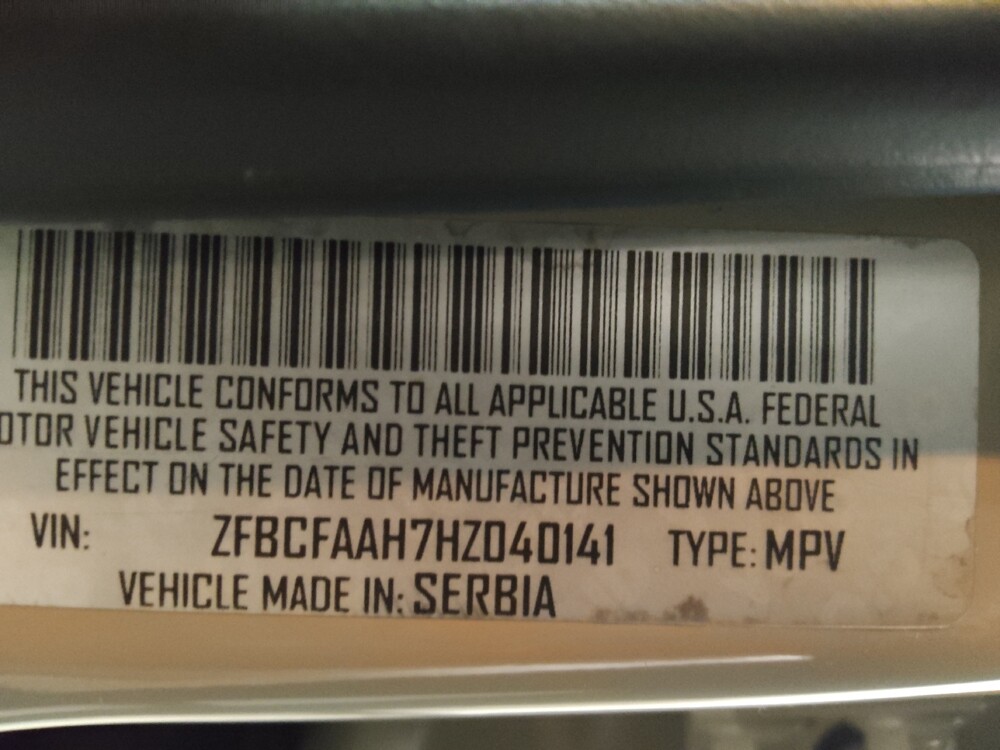 THIS VEHICLE CONFORMS TO ALL APPLICABLE U.S.A. FEDERAL
OTOR VEHICLE SAFETY AND THEFT PREVENTION STANDARDS IN
EFFECT ON THE DATE OF MANUFACTURE SHOWN ABOVE
VIN: ZFBCFAAH7HZ040141 TYPE: MPV
VEHICLE MADE IN: SERBIA